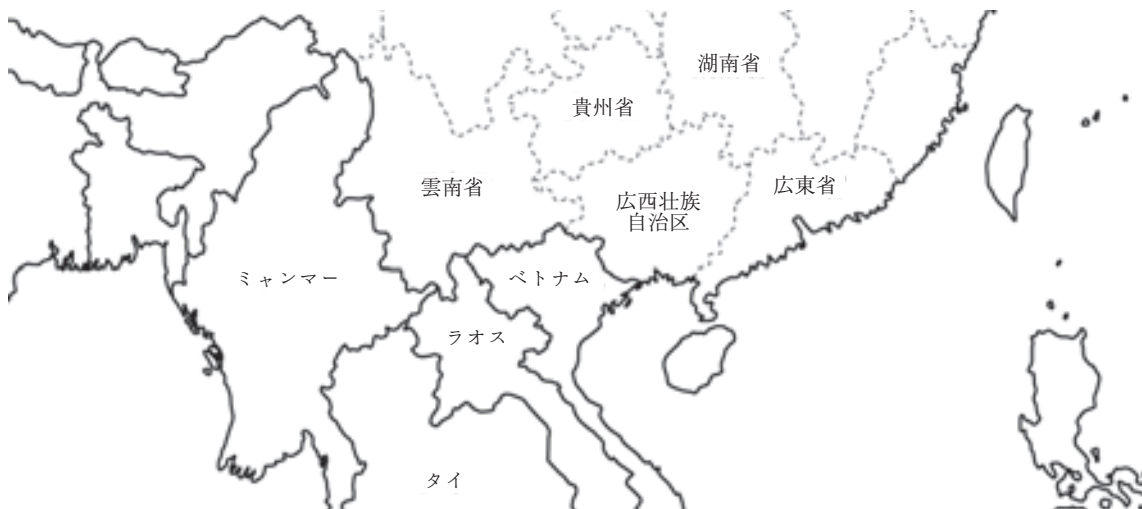 湖南省
貴州省
雲南省
広西壮族
自治区
広東省
ミャンマー
ベトナム
ラオス
タイ